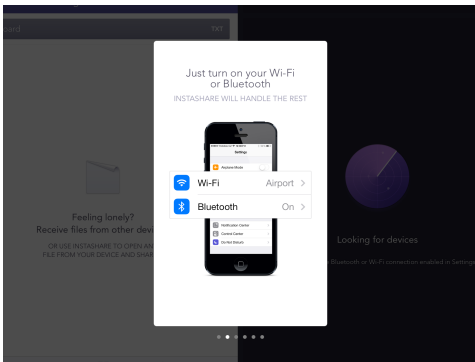 oard
txt
Just turn on your Wi-Fi
or Bluetooth
INSTASHARE WILL HANDLE THE REST
Settings
Airplane Mode
Wi-Fi
Airport
Bluetooth
On
Notification Center
Control Center
Do Not Disturb
Feeling lonely?
Receive files from other devi
OR USE INSTASHARE TO OPEN AN
FILE FROM YOUR DEVICE AND SHAR
Looking for devices
Bluetooth or Wi-Fi connection enabled in Settings